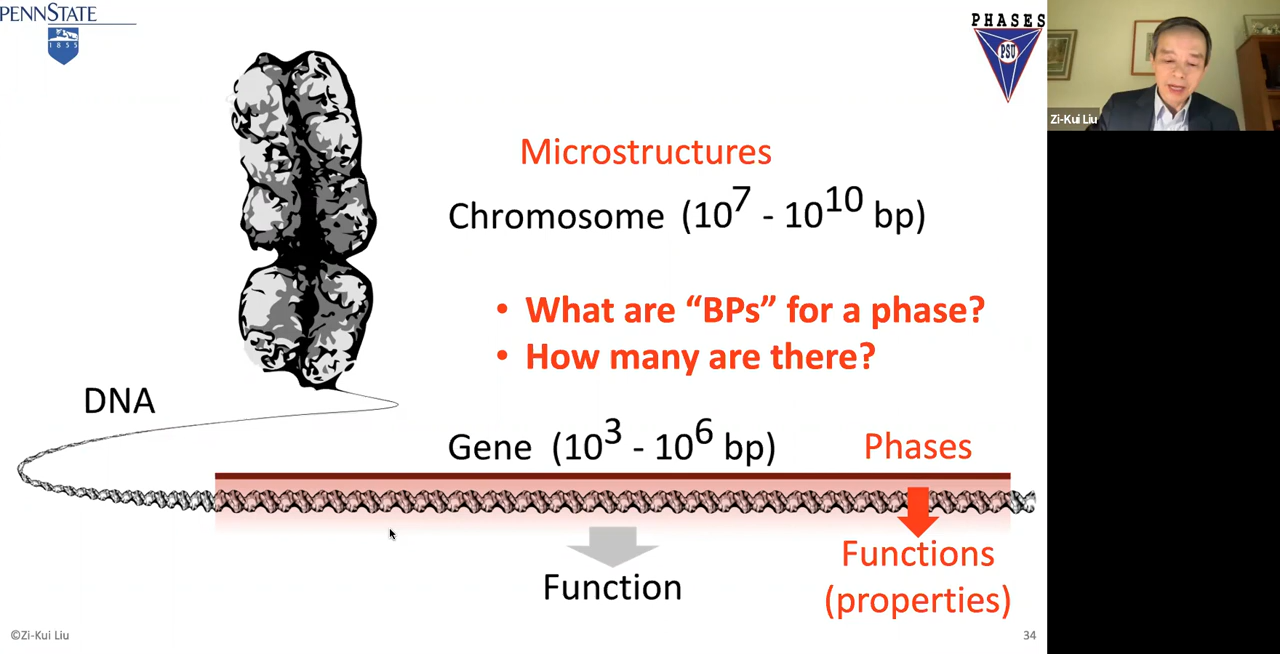 PENNSTATE
1855
PHASES
PSU
Zi-Kui Liu
Microstructures
Chromosome (10^7 - 10^10 bp)
• What are “BPs” for a phase?
• How many are there?
DNA
Gene (10^3 - 10^6 bp)
Phases
Functions
(properties)
Function
©Zi-Kui Liu
34